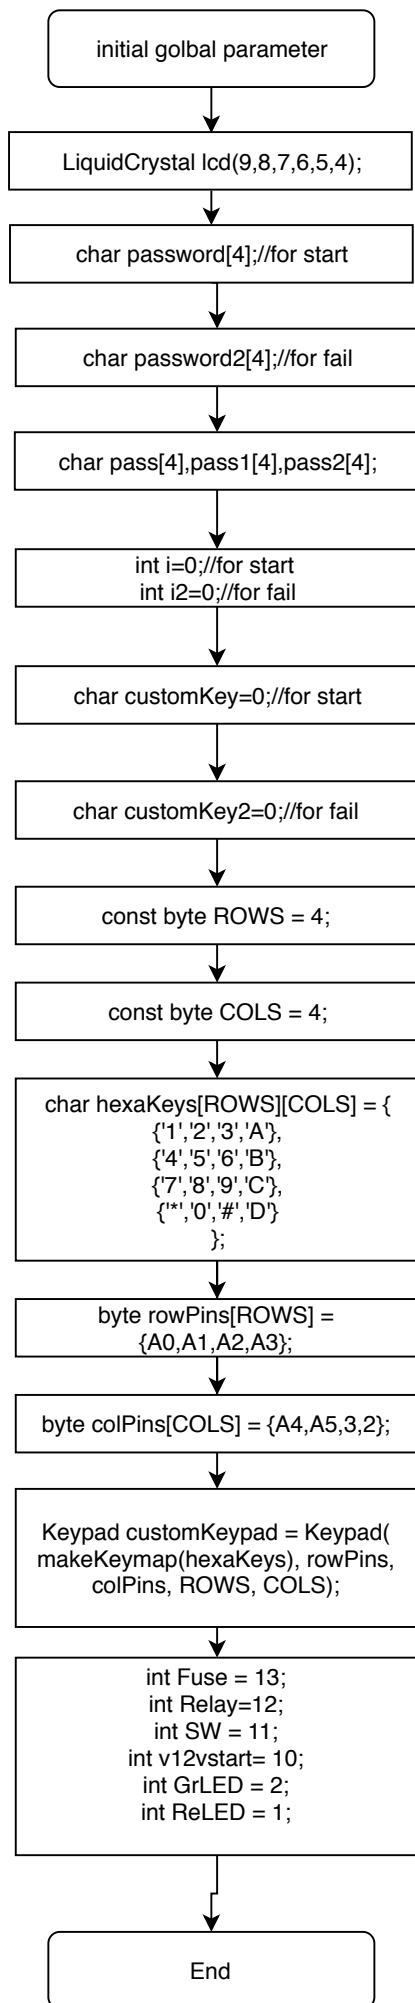 initial golbal parameter
LiquidCrystal lcd(9,8,7,6,5,4);
char password[4];//for start
char password2[4];//for fail
char pass[4],pass1[4],pass2[4];
int i=0;//for start
int i2=0;//for fail
char customKey=0;//for start
char customKey2=0;//for fail
const byte ROWS = 4;
const byte COLS = 4;
char hexaKeys[ROWS][COLS] = {
{'1','2','3','A'},
{'4','5','6','B'},
{'7','8','9','C'},
{'*','0','#','D'}
};
byte rowPins[ROWS] =
{A0,A1,A2,A3};
byte colPins[COLS] = {A4,A5,3,2};
Keypad customKeypad = Keypad(
makeKeymap(hexaKeys), rowPins,
colPins, ROWS, COLS);
int Fuse = 13;
int Relay=12;
int SW = 11;
int v12vstart= 10;
int GrLED = 2;
int ReLED = 1;
End